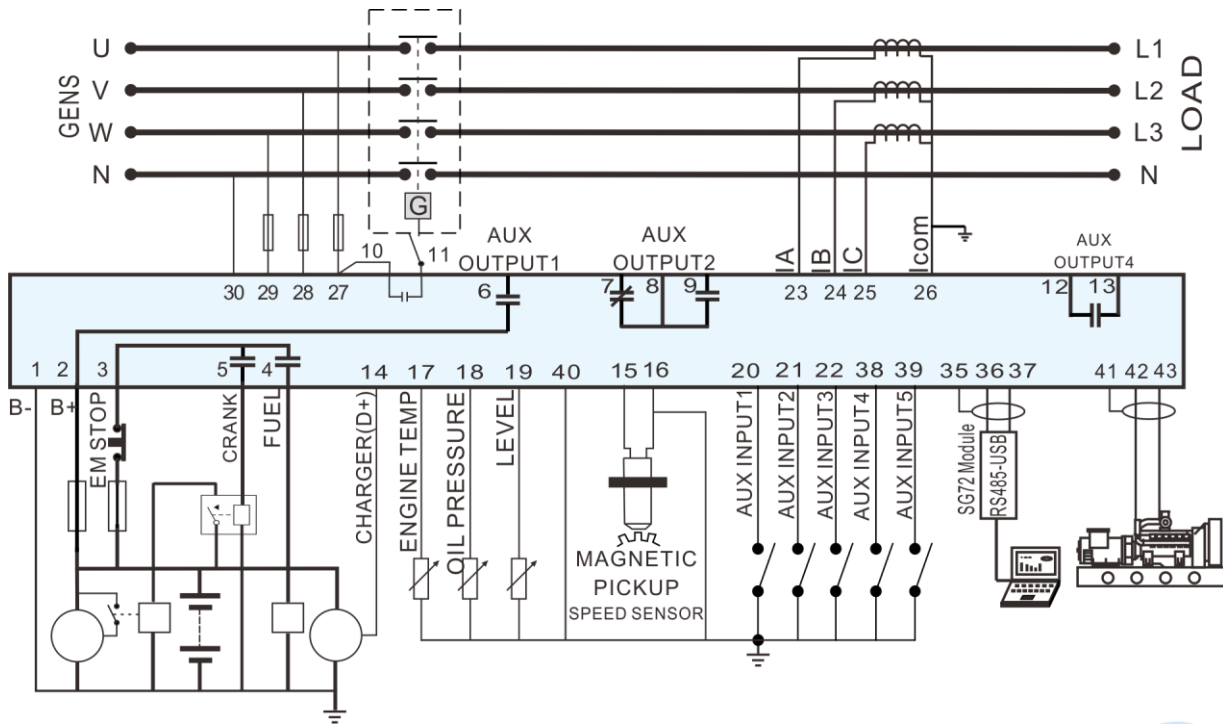 GENS
U
V
W
N
L1
L2
L3
N
LOAD
G
10
11
AUX
OUTPUT1
AUX
OUTPUT2
IA
IB
IC
Icom
AUX
OUTPUT4
30
29
28
27
6
7
8
9
23
24
25
26
12
13
1
2
3
5
4
14
17
18
19
40
15
16
20
21
22
38
39
35
36
37
41
42
43
B-
B+
EM STOP
CRANK
FUEL
CHARGER(D+)
ENGINE TEMP
OIL PRESSURE
LEVEL
MAGNETIC
PICKUP
SPEED SENSOR
AUX INPUT1
AUX INPUT2
AUX INPUT3
AUX INPUT4
AUX INPUT5
SG72 Module
RS485-USB